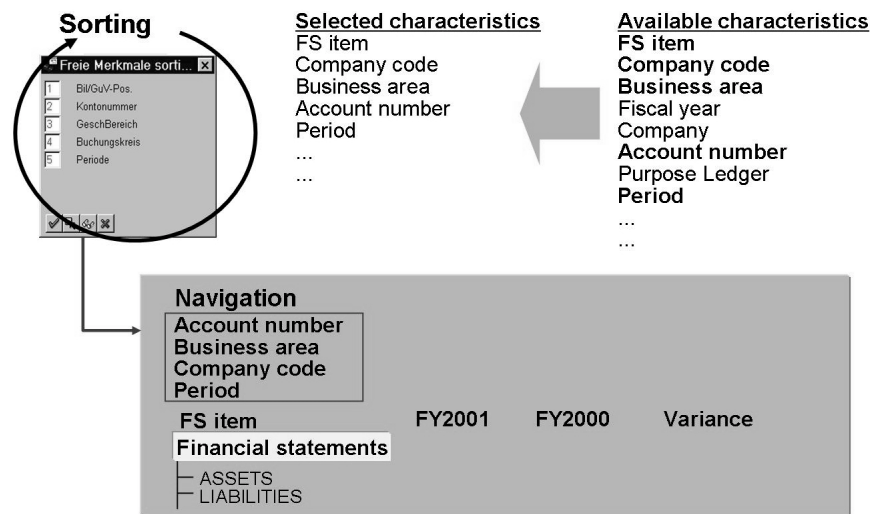 Sorting
Freie Merkmale sorti...
1 Bil/GuV-Pos.
2 Kontonummer
3 GeschBereich
4 Buchungskreis
5 Periode
Selected characteristics
FS item
Company code
Business area
Account number
Period
...
...
Available characteristics
FS item
Company code
Business area
Fiscal year
Company
Account number
Purpose Ledger
Period
...
...
Navigation
Account number
Business area
Company code
Period
FS item FY2001 FY2000 Variance
Financial statements
ASSETS
LIABILITIES